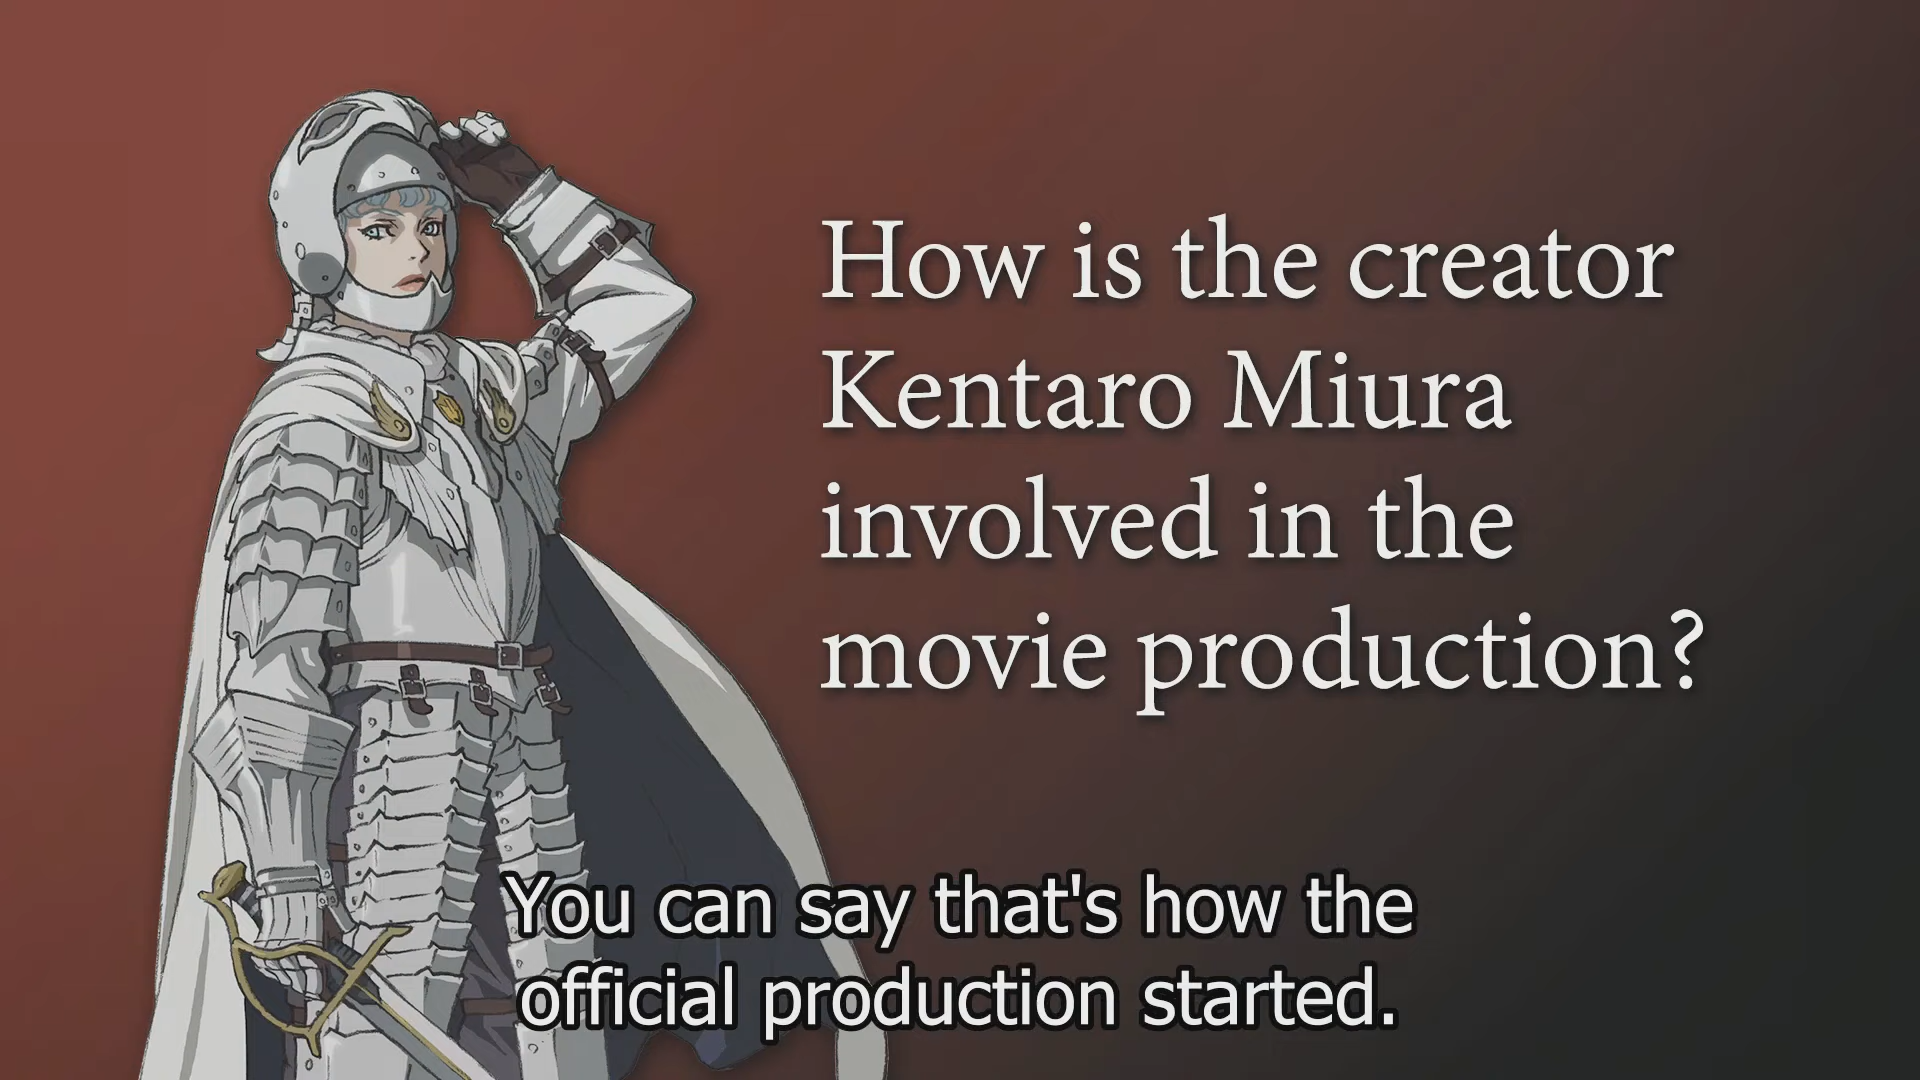 How is the creator
Kentaro Miura
involved in the
movie production?
You can say that's how the
official production started.